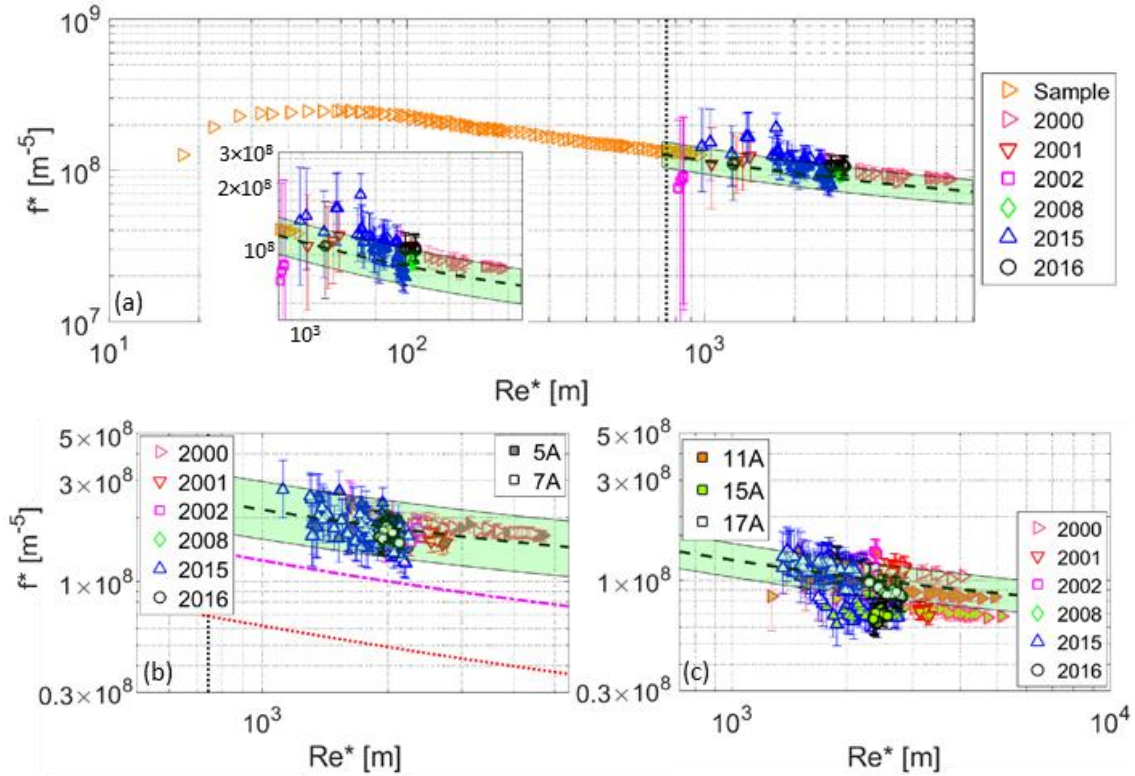 10⁹
10⁸
10⁷
f* [m⁻⁵]
3×10⁸
2×10⁸
10⁸
10³
(a)
10¹
10²
10³
Re* [m]
Sample
2000
2001
2002
2008
2015
2016
5×10⁸
3×10⁸
1×10⁸
0.3×10⁸
f* [m⁻⁵]
2000
2001
2002
2008
2015
2016
5A
7A
(b)
10³
Re* [m]
5×10⁸
3×10⁸
1×10⁸
0.3×10⁸
11A
15A
17A
2000
2001
2002
2008
2015
2016
(c)
10³
10⁴
Re* [m]